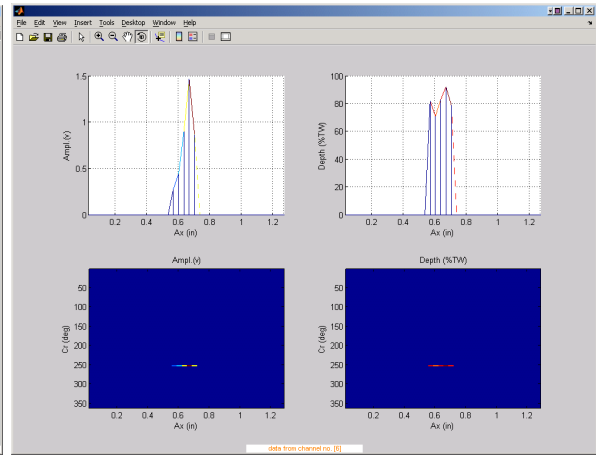 File Edit View Insert Tools Desktop Window Help
1.5
1
0.5
0
Ampl.(v)
0.2 0.4 0.6 0.8 1 1.2
Ax (in)
100
80
60
40
20
0
Depth (%TW)
0.2 0.4 0.6 0.8 1 1.2
Ax (in)
Ampl.(v)
50
100
150
200
250
300
350
Cr (deg)
0.2 0.4 0.6 0.8 1 1.2
Ax (in)
Depth (%TW)
50
100
150
200
250
300
350
Cr (deg)
0.2 0.4 0.6 0.8 1 1.2
Ax (in)
data from channel no. [6]